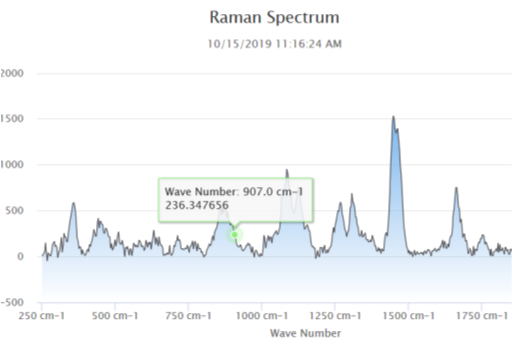 Raman Spectrum
10/15/2019 11:16:24 AM
2000
1500
1000
500
0
-500
Wave Number: 907.0 cm-1
236.347656
250 cm-1 500 cm-1 750 cm-1 1000 cm-1 1250 cm-1 1500 cm-1 1750 cm-1
Wave Number